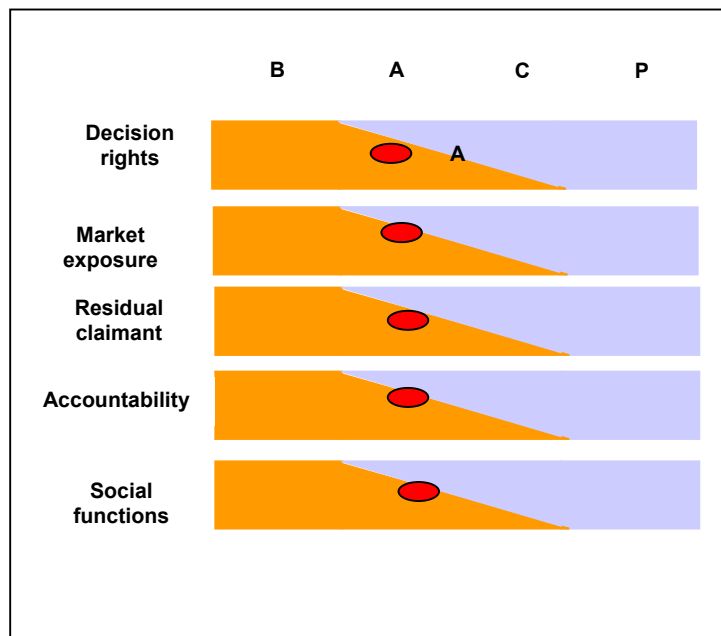 B A C P
Decision
rights
A
Market
exposure
Residual
claimant
Accountability
Social
functions